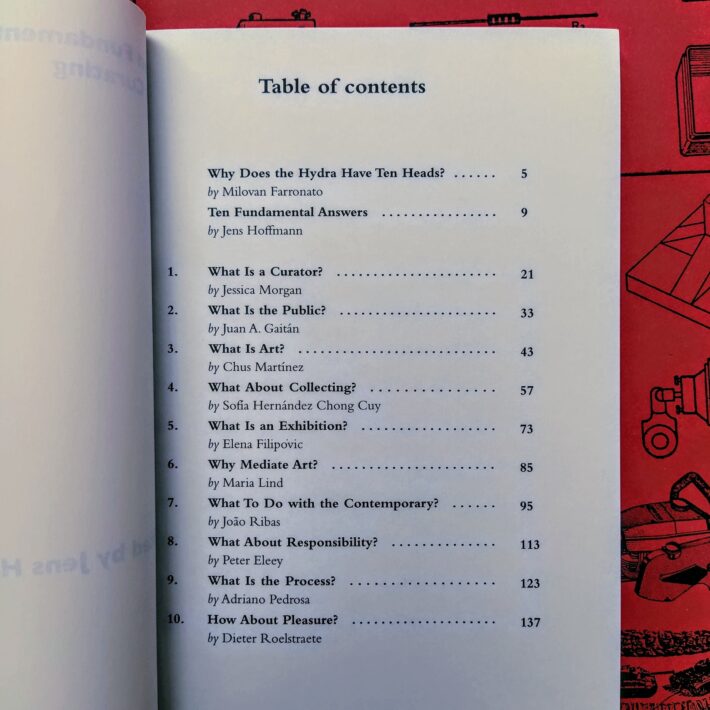 Table of contents
Why Does the Hydra Have Ten Heads? ...... 5
by Milovan Farronato
Ten Fundamental Answers ................ 9
by Jens Hoffmann
1. What Is a Curator? ...................... 21
by Jessica Morgan
2. What Is the Public? ...................... 33
by Juan A. Gaitán
3. What Is Art? ........................... 43
by Chus Martínez
4. What About Collecting? ................. 57
by Sofía Hernández Chong Cuy
5. What Is an Exhibition? .................. 73
by Elena Filipovic
6. Why Mediate Art? ...................... 85
by Maria Lind
7. What To Do with the Contemporary? ...... 95
by João Ribas
8. What About Responsibility? .............. 113
by Peter Eleey
9. What Is the Process? .................... 123
by Adriano Pedrosa
10. How About Pleasure? ................... 137
by Dieter Roelstraete